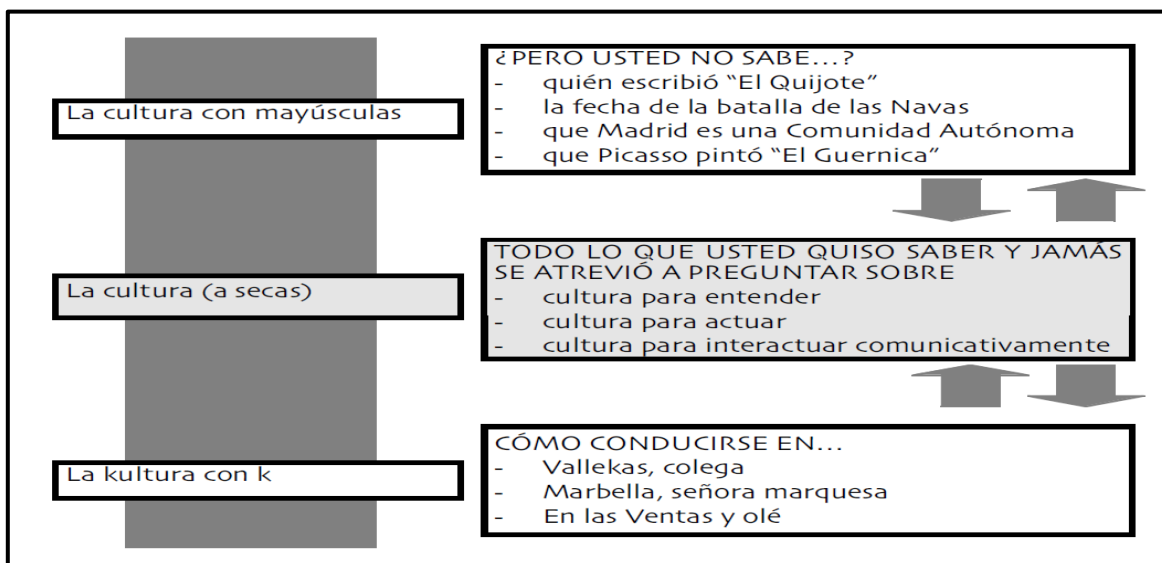 La cultura con mayúsculas
¿PERO USTED NO SABE...?
- quién escribió "El Quijote"
- la fecha de la batalla de las Navas
- que Madrid es una Comunidad Autónoma
- que Picasso pintó "El Guernica"
La cultura (a secas)
TODO LO QUE USTED QUISO SABER Y JAMÁS
SE ATREVIÓ A PREGUNTAR SOBRE
- cultura para entender
- cultura para actuar
- cultura para interactuar comunicativamente
La kultura con k
CÓMO CONDUCIRSE EN...
- Vallekas, colega
- Marbella, señora marquesa
- En las Ventas y olé